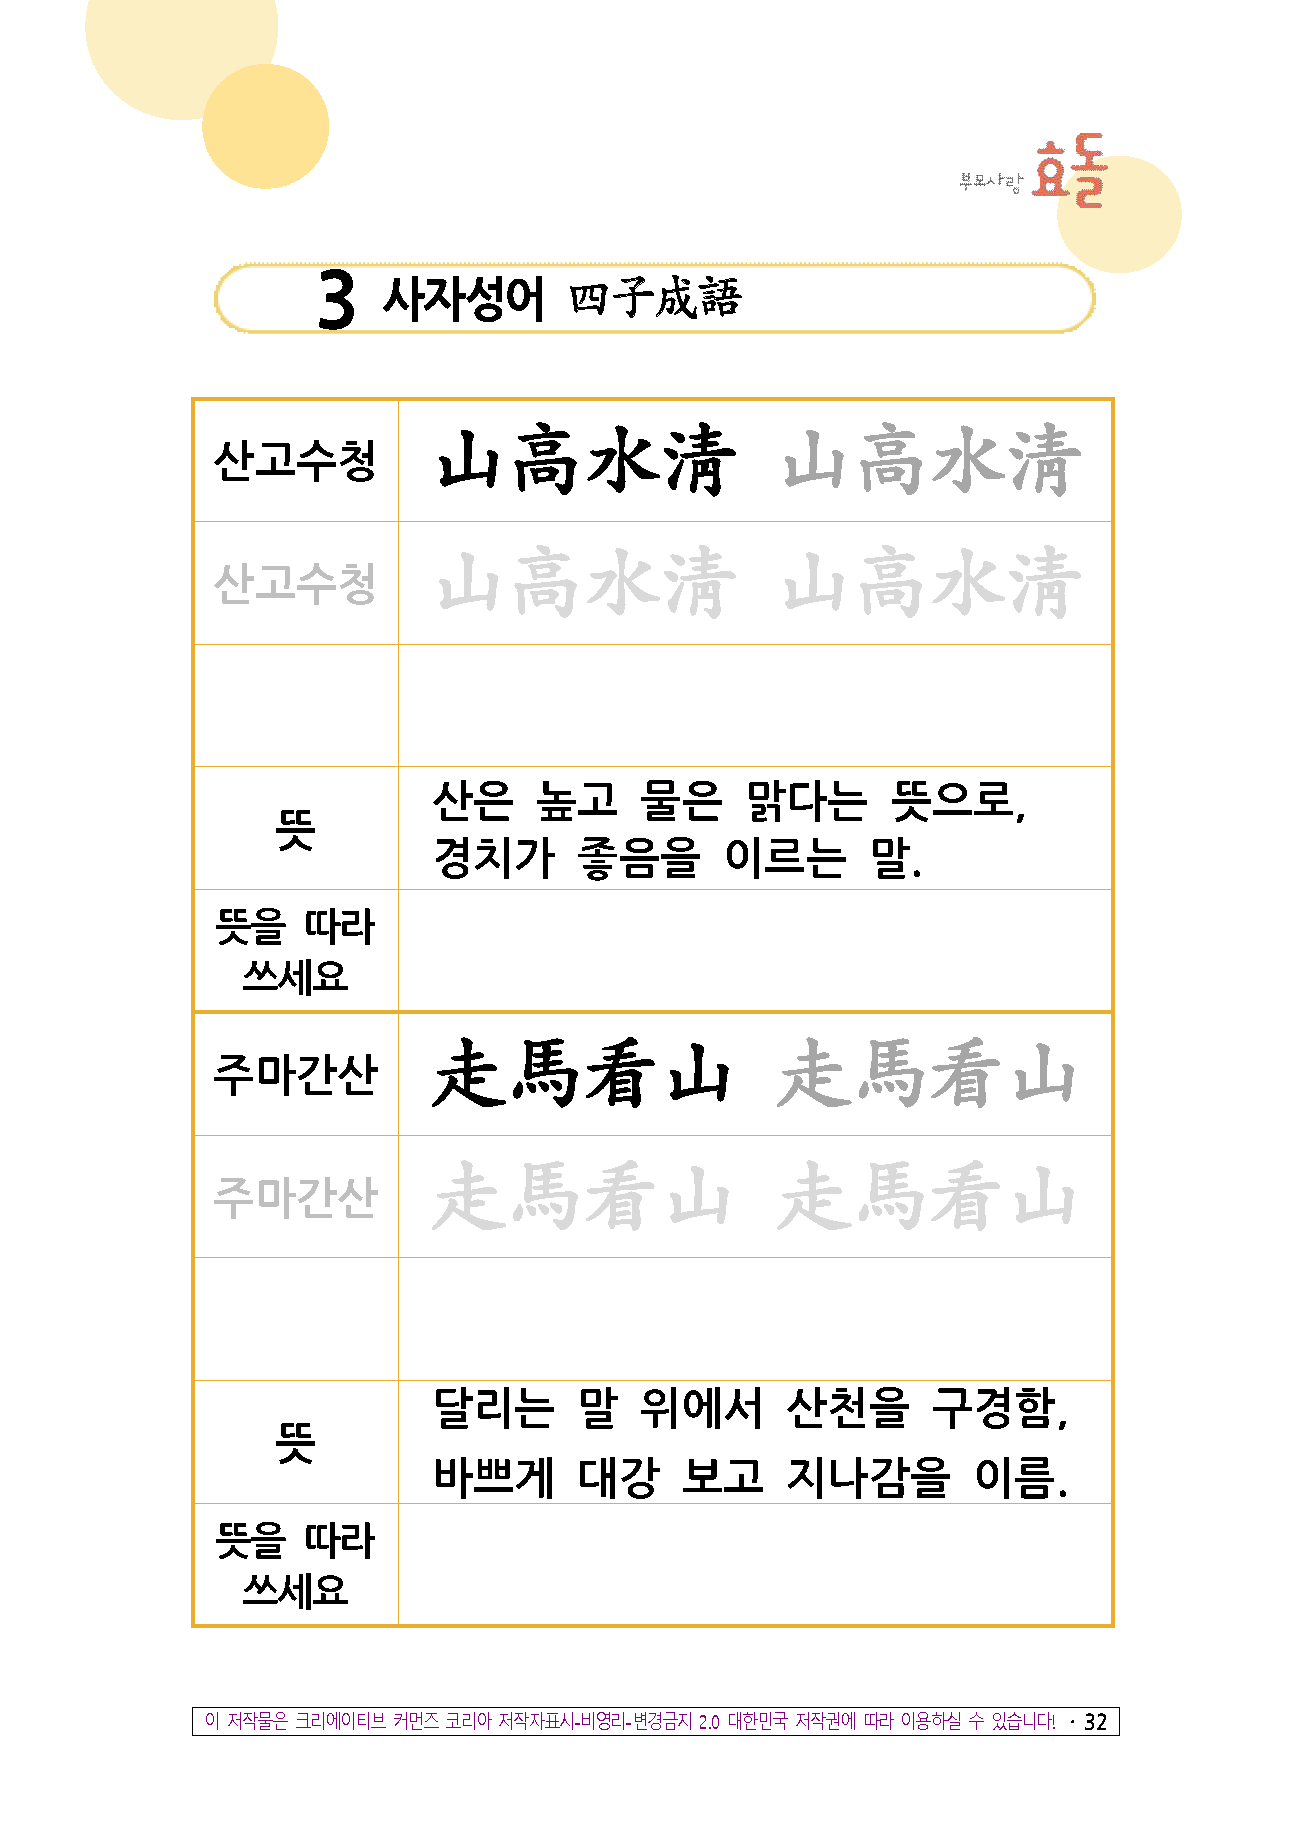 부모사랑 효돌
3 사자성어 四子成語
산고수청 山高水淸 山高水淸
산고수청 山高水淸 山高水淸
뜻
산은 높고 물은 맑다는 뜻으로,
경치가 좋음을 이르는 말.
뜻을 따라
쓰세요
주마간산 走馬看山 走馬看山
주마간산 走馬看山 走馬看山
뜻
달리는 말 위에서 산천을 구경함,
바쁘게 대강 보고 지나감을 이름.
뜻을 따라
쓰세요
이 저작물은 크리에이티브 커먼즈 코리아 저작자표시-비영리-변경금지 2.0 대한민국 저작권에 따라 이용하실 수 있습니다! · 32